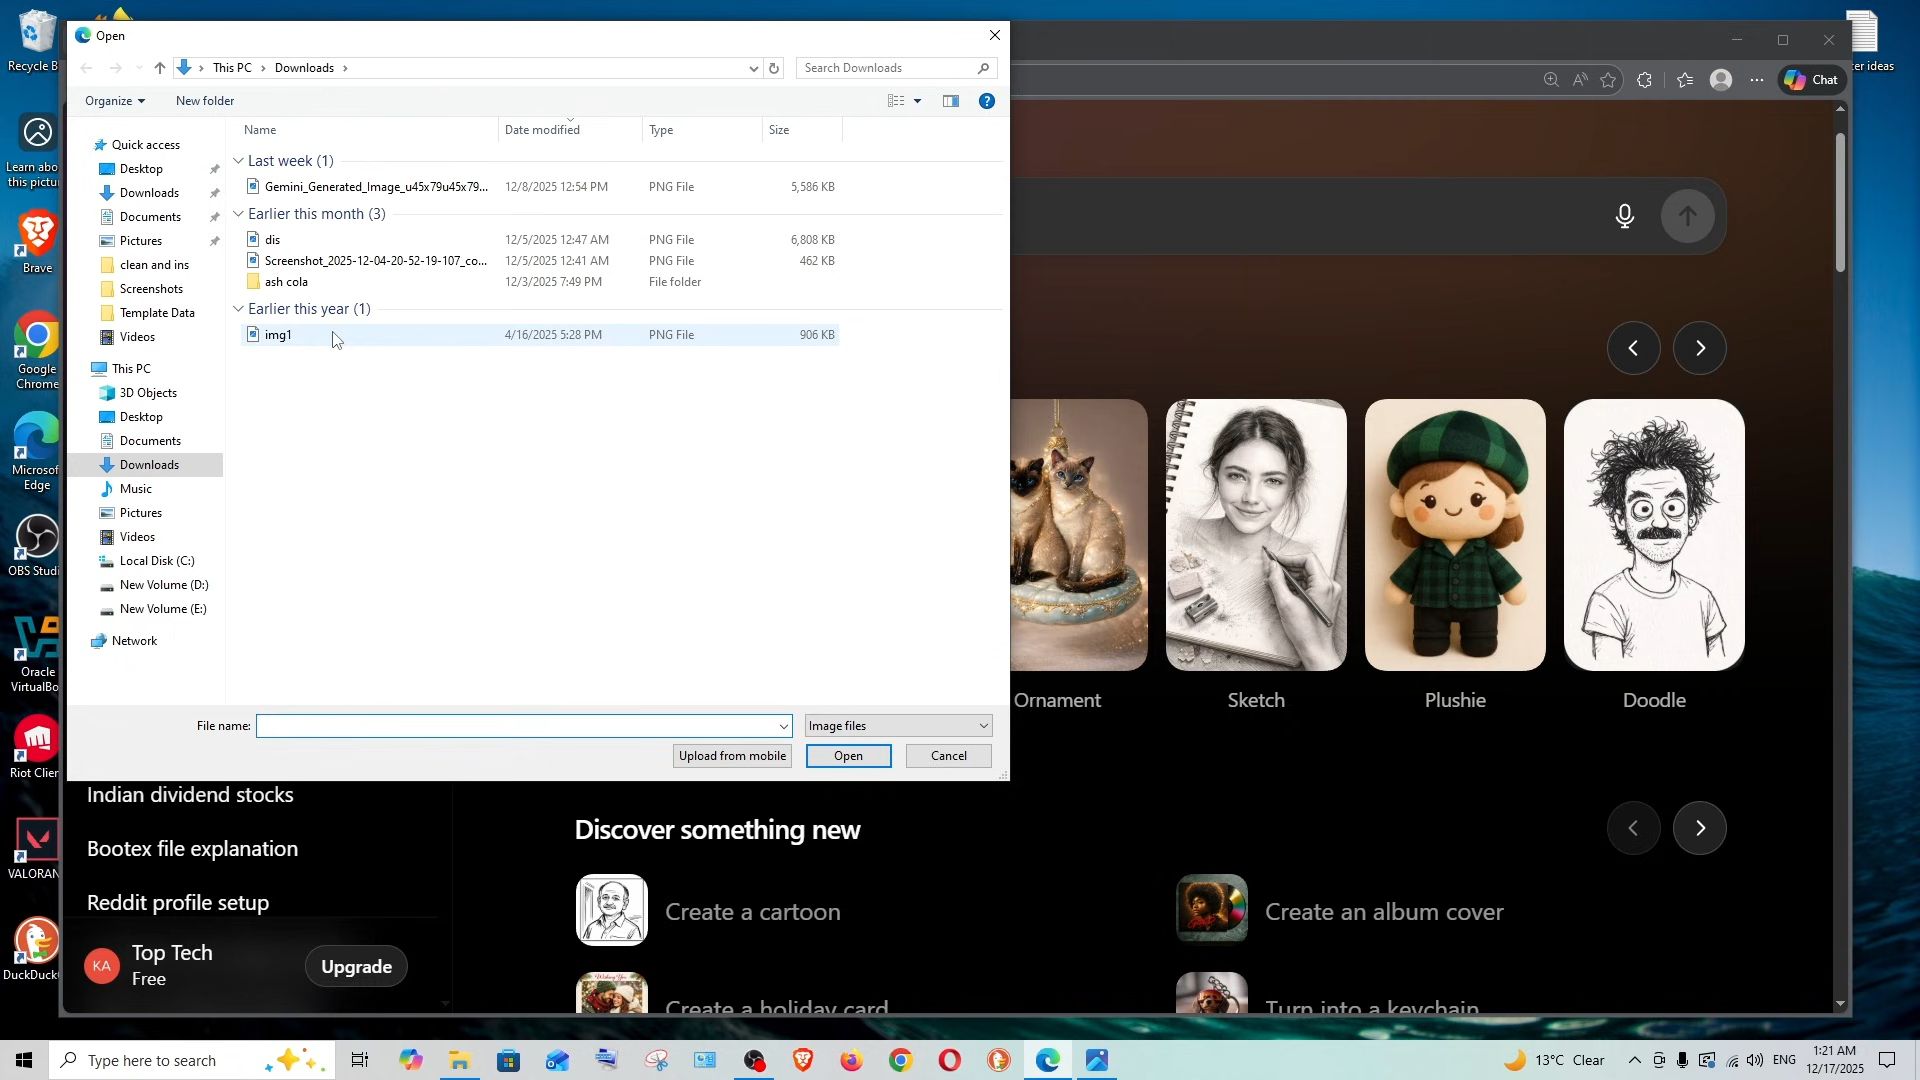 Open
This PC
Downloads
Search Downloads
Organize
New folder
Name
Date modified
Type
Size
Quick access
Desktop
Downloads
Documents
Pictures
clean and ins
Screenshots
Template Data
Videos
This PC
3D Objects
Desktop
Documents
Downloads
Music
Pictures
Videos
Local Disk (C:)
New Volume (D:)
New Volume (E:)
Network
Last week (1)
Gemini_Generated_Image_u45x79u45x79... 12/8/2025 12:54 PM PNG File 5,586 KB
Earlier this month (3)
dis 12/5/2025 12:47 AM PNG File 6,808 KB
Screenshot_2025-12-04-20-52-19-107_co... 12/5/2025 12:41 AM PNG File 462 KB
ash cola 12/3/2025 7:49 PM File folder
Earlier this year (1)
img1 4/16/2025 5:28 PM PNG File 906 KB
File name:
Image files
Upload from mobile
Open
Cancel
Recycle B
Learn abo
this pictu
Brave
Google
Chrome
Microsof
Edge
OBS Studi
Oracle
VirtualBo
Riot Clien
VALORAN
DuckDuck
ter ideas
Chat
Ornament
Sketch
Plushie
Doodle
Indian dividend stocks
Bootex file explanation
Reddit profile setup
KA
Top Tech
Free
Upgrade
Discover something new
Create a cartoon
Create an album cover
Create a holiday card
Turn into a keychain
Type here to search
13°C Clear
ENG
1:21 AM
12/17/2025